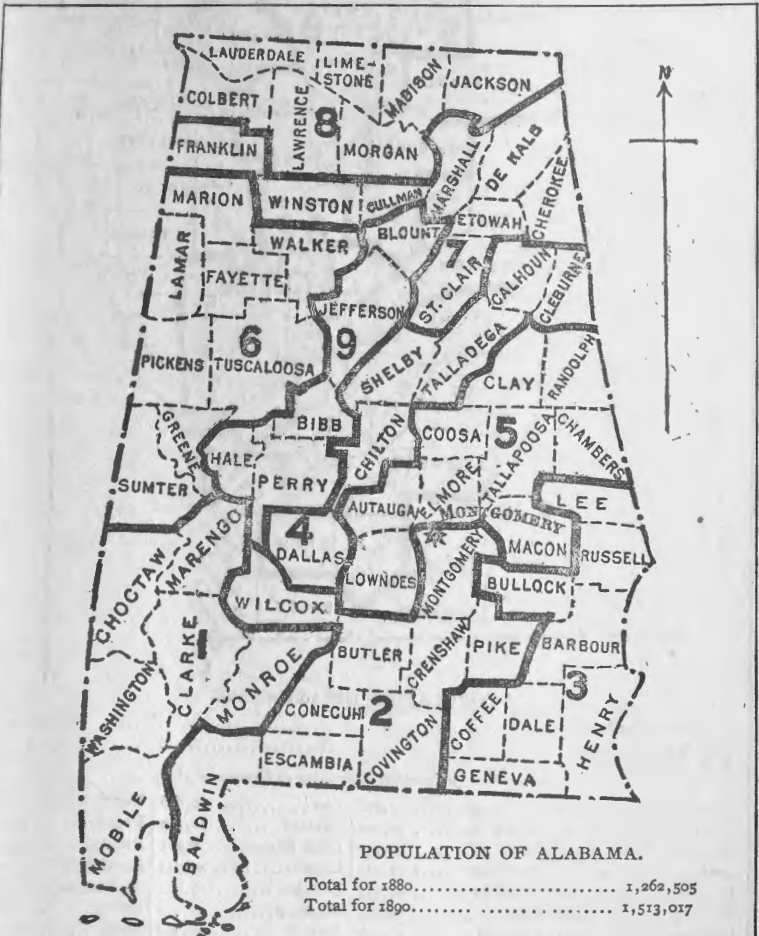 N
LAUDERDALE
LIME-
STONE
MADISON
JACKSON
COLBERT
LAWRENCE
8
FRANKLIN
MORGAN
MARSHALL
DE KALB
CHEROKEE
MARION
WINSTON
CULLMAN
ETOWAH
BLOUNT
WALKER
7
LAMAR
FAYETTE
ST. CLAIR
CALHOUN
CLEBURNE
JEFFERSON
6
9
PICKENS
TUSCALOOSA
SHELBY
TALLADEGA
CLAY
RANDOLPH
BIBB
CHILTON
COOSA
5
TALLAPOOSA
CHAMBERS
GREENE
HALE
SUMTER
PERRY
AUTAUGA
ELMORE
LEE
MONTGOMERY
4
DALLAS
MACON
RUSSELL
CHOCTAW
MARENGO
LOWNDES
MONTGOMERY
BULLOCK
WILCOX
1
CLARKE
BUTLER
CRENSHAW
PIKE
BARBOUR
WASHINGTON
MONROE
3
CONECUH
2
COVINGTON
COFFEE
DALE
HENRY
ESCAMBIA
GENEVA
MOBILE
BALDWIN
POPULATION OF ALABAMA.
Total for 1880.............................. 1,262,505
Total for 1890.............................. 1,513,017